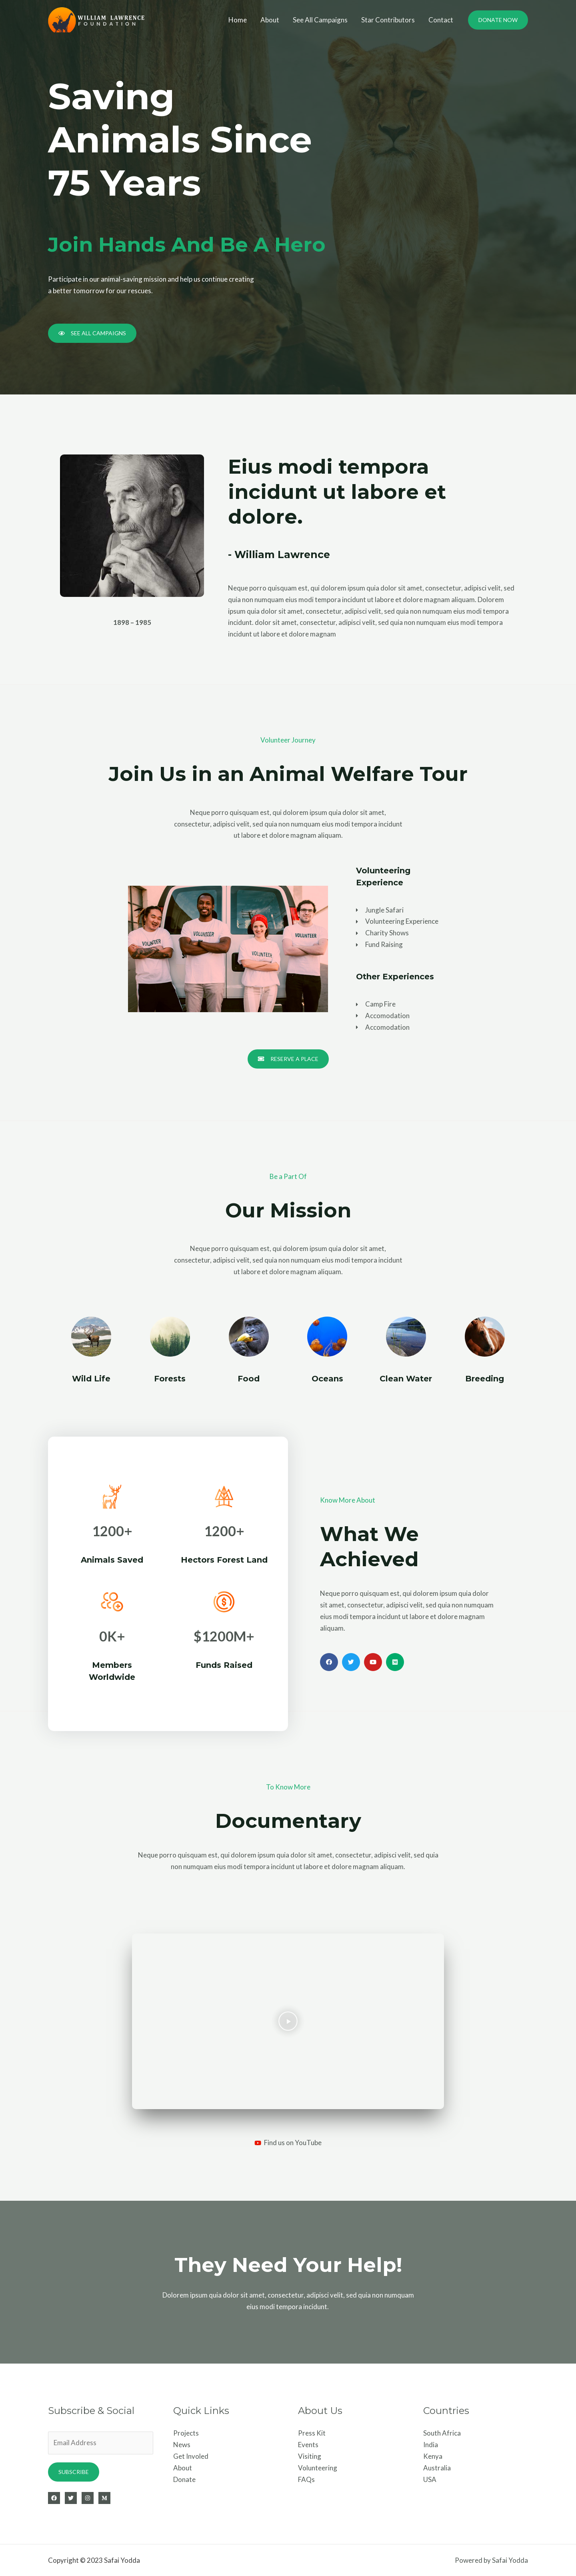 WILLIAM LAWRENCE
FOUNDATION
Home
About
See All Campaigns
Star Contributors
Contact
DONATE NOW
Saving
Animals Since
75 Years
Join Hands And Be A Hero
Participate in our animal-saving mission and help us continue creating
a better tomorrow for our rescues.
SEE ALL CAMPAIGNS
Eius modi tempora
incidunt ut labore et
dolore.
- William Lawrence
1898 – 1985
Neque porro quisquam est, qui dolorem ipsum quia dolor sit amet, consectetur, adipisci velit, sed
quia non numquam eius modi tempora incidunt ut labore et dolore magnam aliquam. Dolorem
ipsum quia dolor sit amet, consectetur, adipisci velit, sed quia non numquam eius modi tempora
incidunt. dolor sit amet, consectetur, adipisci velit, sed quia non numquam eius modi tempora
incidunt ut labore et dolore magnam
Volunteer Journey
Join Us in an Animal Welfare Tour
Neque porro quisquam est, qui dolorem ipsum quia dolor sit amet,
consectetur, adipisci velit, sed quia non numquam eius modi tempora incidunt
ut labore et dolore magnam aliquam.
VOLUNTEER
VOLUNTEER
VOLUNTEER
VOLUNTEER
Volunteering
Experience
Jungle Safari
Volunteering Experience
Charity Shows
Fund Raising
Other Experiences
Camp Fire
Accomodation
Accomodation
RESERVE A PLACE
Be a Part Of
Our Mission
Neque porro quisquam est, qui dolorem ipsum quia dolor sit amet,
consectetur, adipisci velit, sed quia non numquam eius modi tempora incidunt
ut labore et dolore magnam aliquam.
Wild Life
Forests
Food
Oceans
Clean Water
Breeding
1200+
Animals Saved
1200+
Hectors Forest Land
0K+
Members
Worldwide
$
$1200M+
Funds Raised
Know More About
What We
Achieved
Neque porro quisquam est, qui dolorem ipsum quia dolor
sit amet, consectetur, adipisci velit, sed quia non numquam
eius modi tempora incidunt ut labore et dolore magnam
aliquam.
To Know More
Documentary
Neque porro quisquam est, qui dolorem ipsum quia dolor sit amet, consectetur, adipisci velit, sed quia
non numquam eius modi tempora incidunt ut labore et dolore magnam aliquam.
Find us on YouTube
They Need Your Help!
Dolorem ipsum quia dolor sit amet, consectetur, adipisci velit, sed quia non numquam
eius modi tempora incidunt.
Subscribe & Social
Email Address
SUBSCRIBE
Quick Links
Projects
News
Get Involed
About
Donate
About Us
Press Kit
Events
Visiting
Volunteering
FAQs
Countries
South Africa
India
Kenya
Australia
USA
Copyright © 2023 Safai Yodda
Powered by Safai Yodda